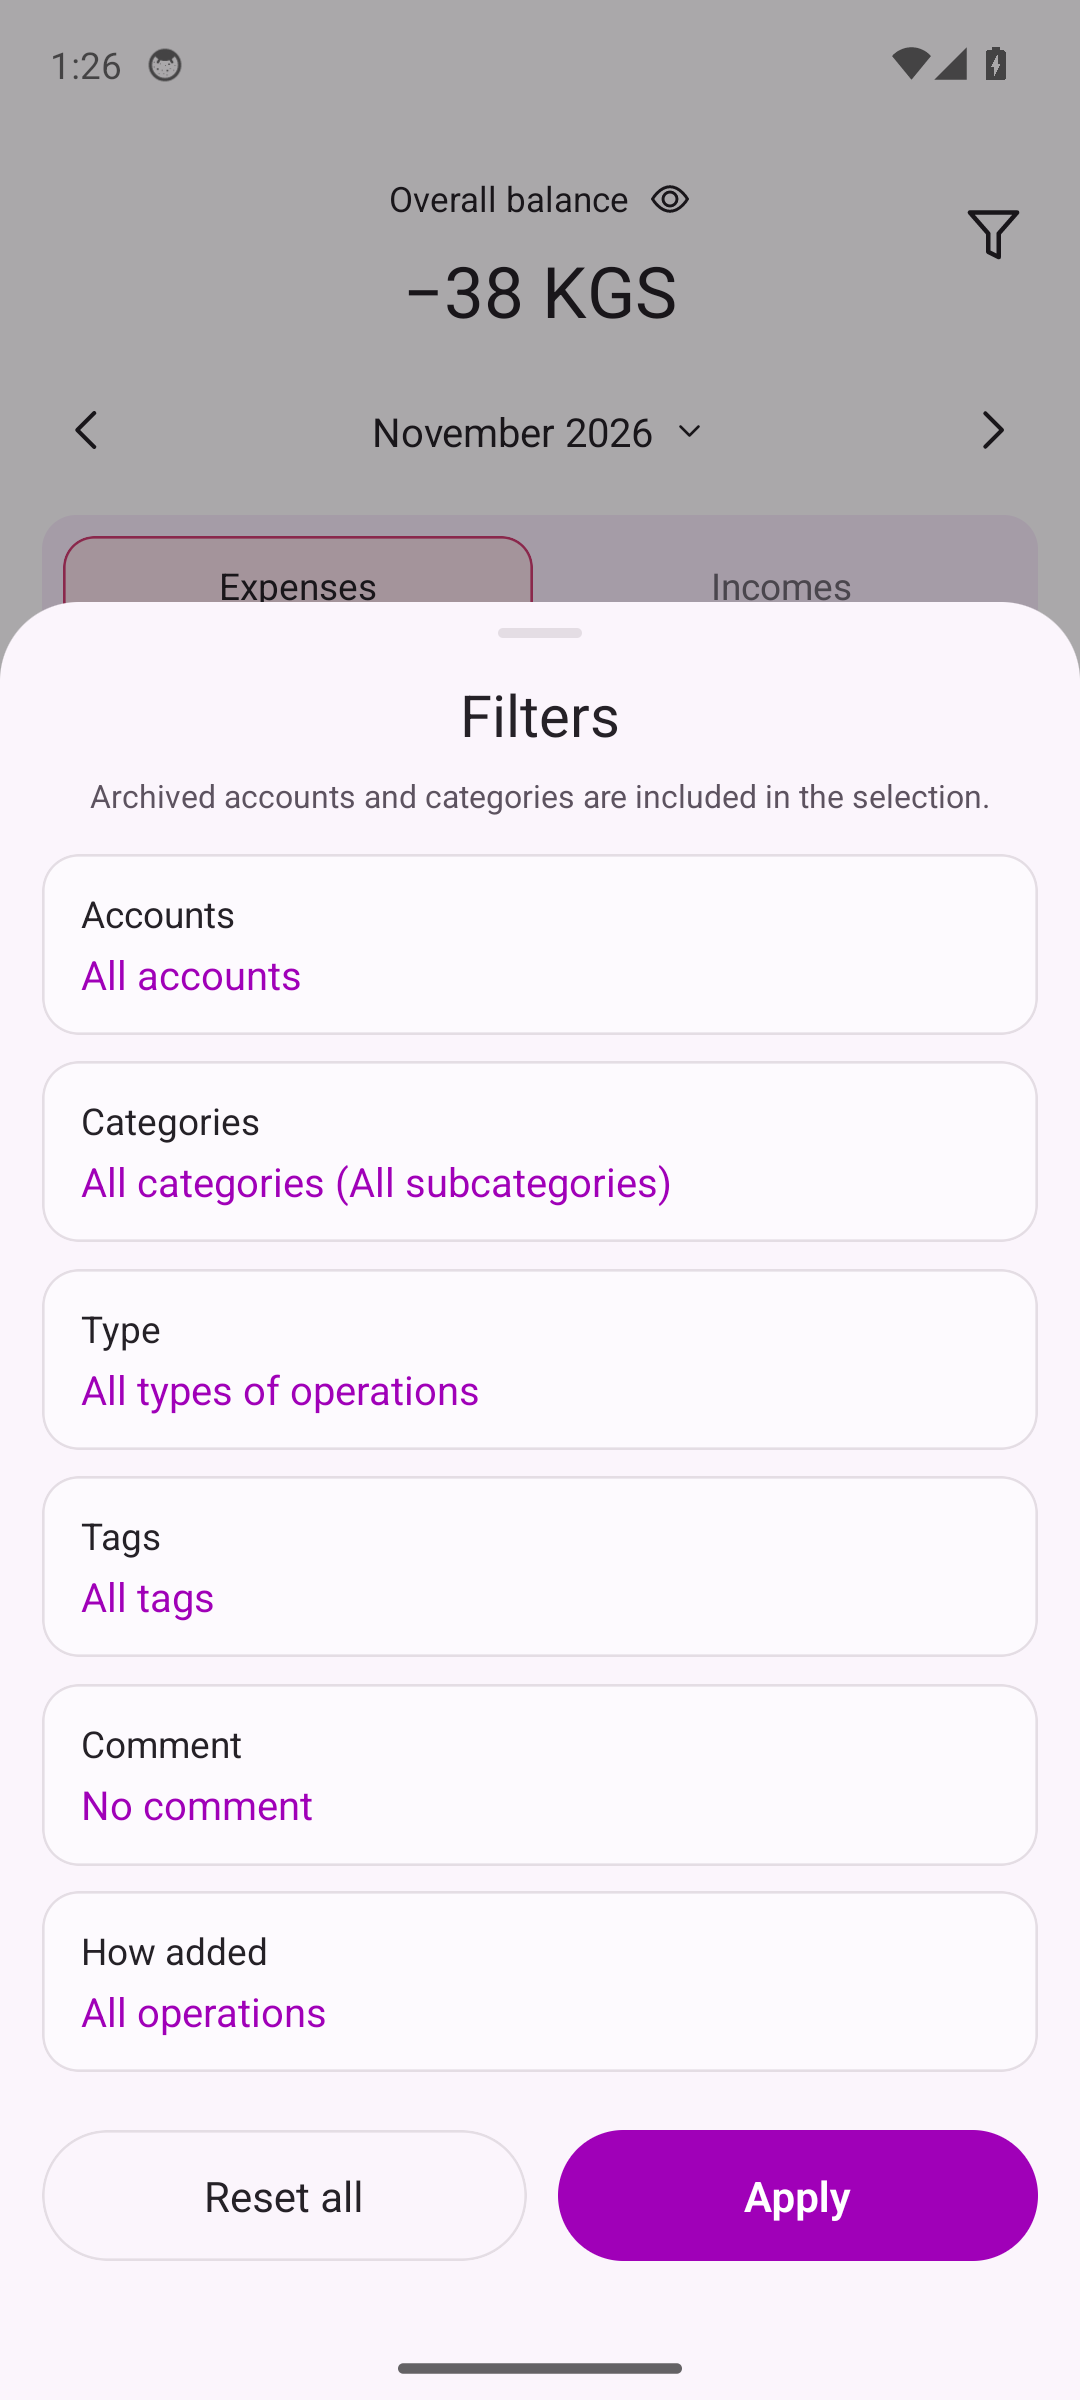 1:26
Overall balance
−38 KGS
November 2026
Expenses
Incomes
Filters
Archived accounts and categories are included in the selection.
Accounts
All accounts
Categories
All categories (All subcategories)
Type
All types of operations
Tags
All tags
Comment
No comment
How added
All operations
Reset all
Apply